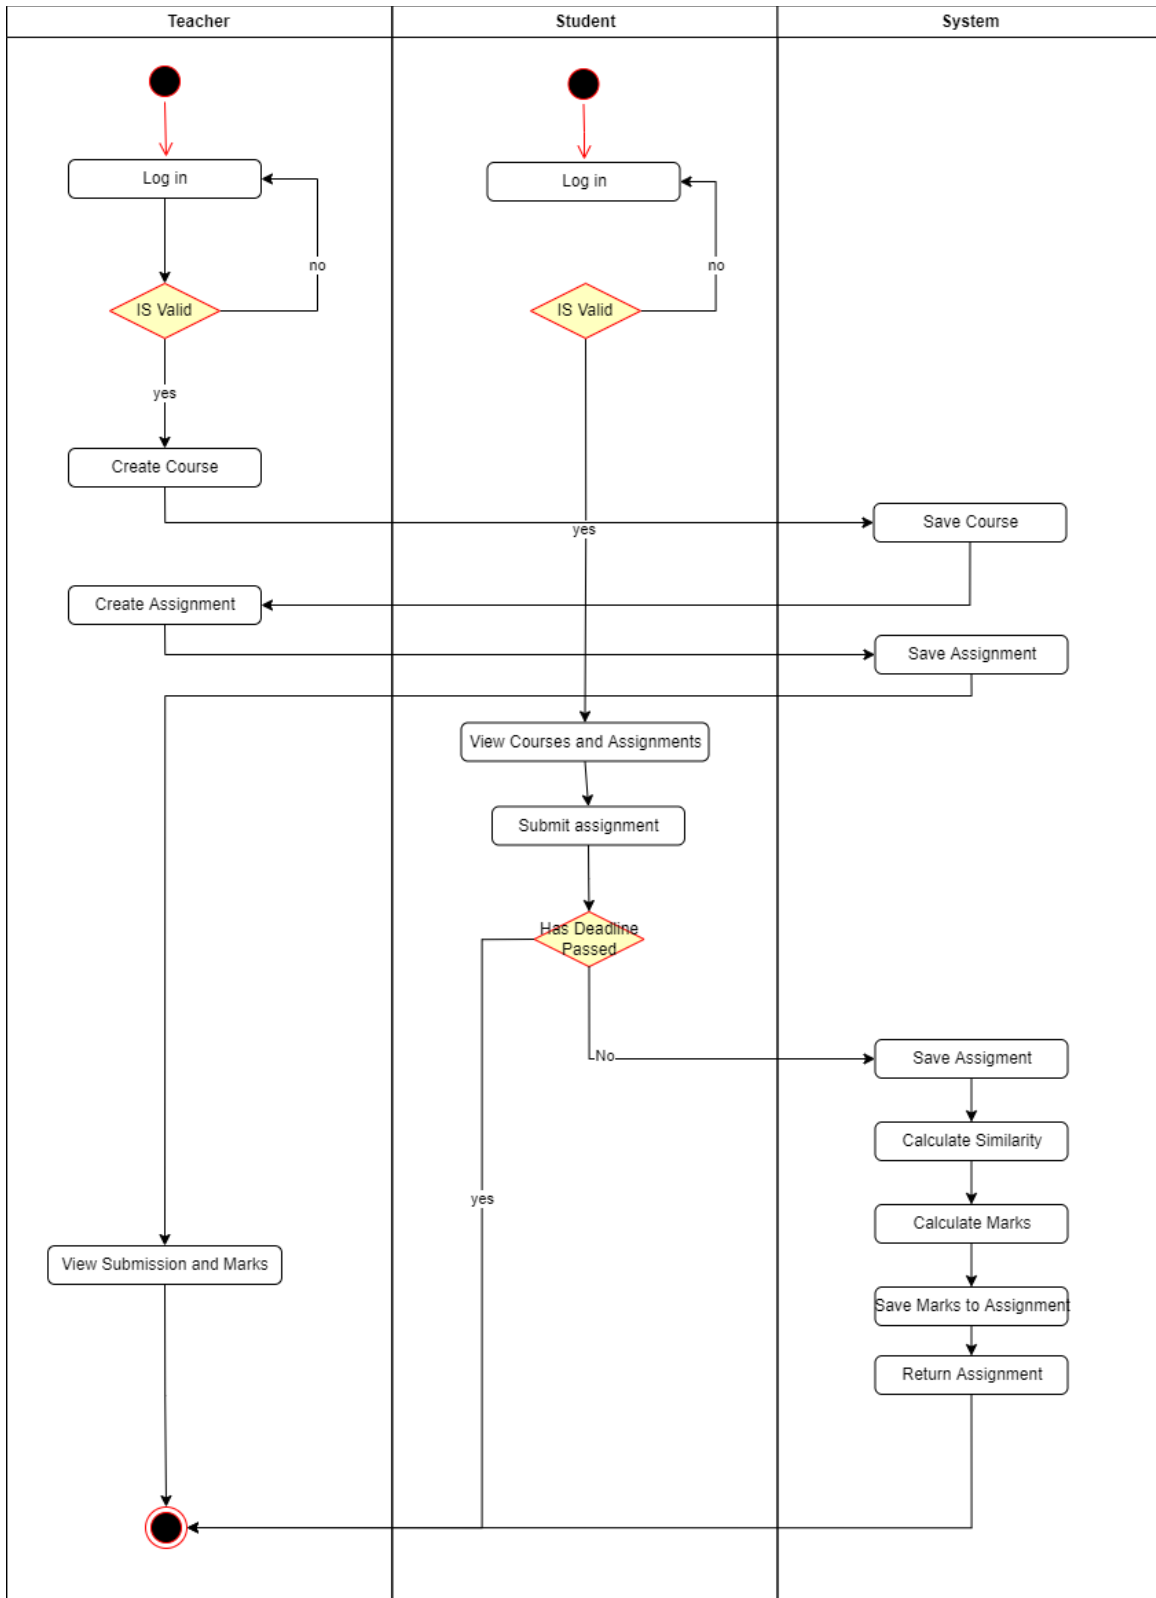 Teacher
Student
System
Log in
Log in
no
no
IS Valid
IS Valid
yes
Create Course
Save Course
yes
Create Assignment
Save Assignment
View Courses and Assignments
Submit assignment
Has Deadline
Passed
No
Save Assigment
Calculate Similarity
yes
Calculate Marks
View Submission and Marks
Save Marks to Assignment
Return Assignment